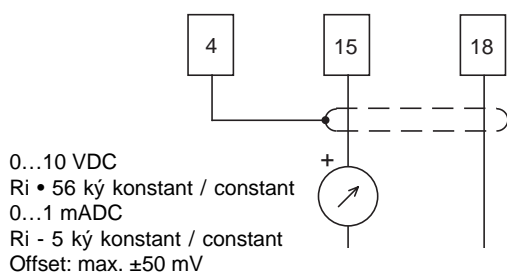 4 15 18
+
0…10 VDC
Ri • 56 ký konstant / constant
0…1 mADC
Ri - 5 ký konstant / constant
Offset: max. ±50 mV